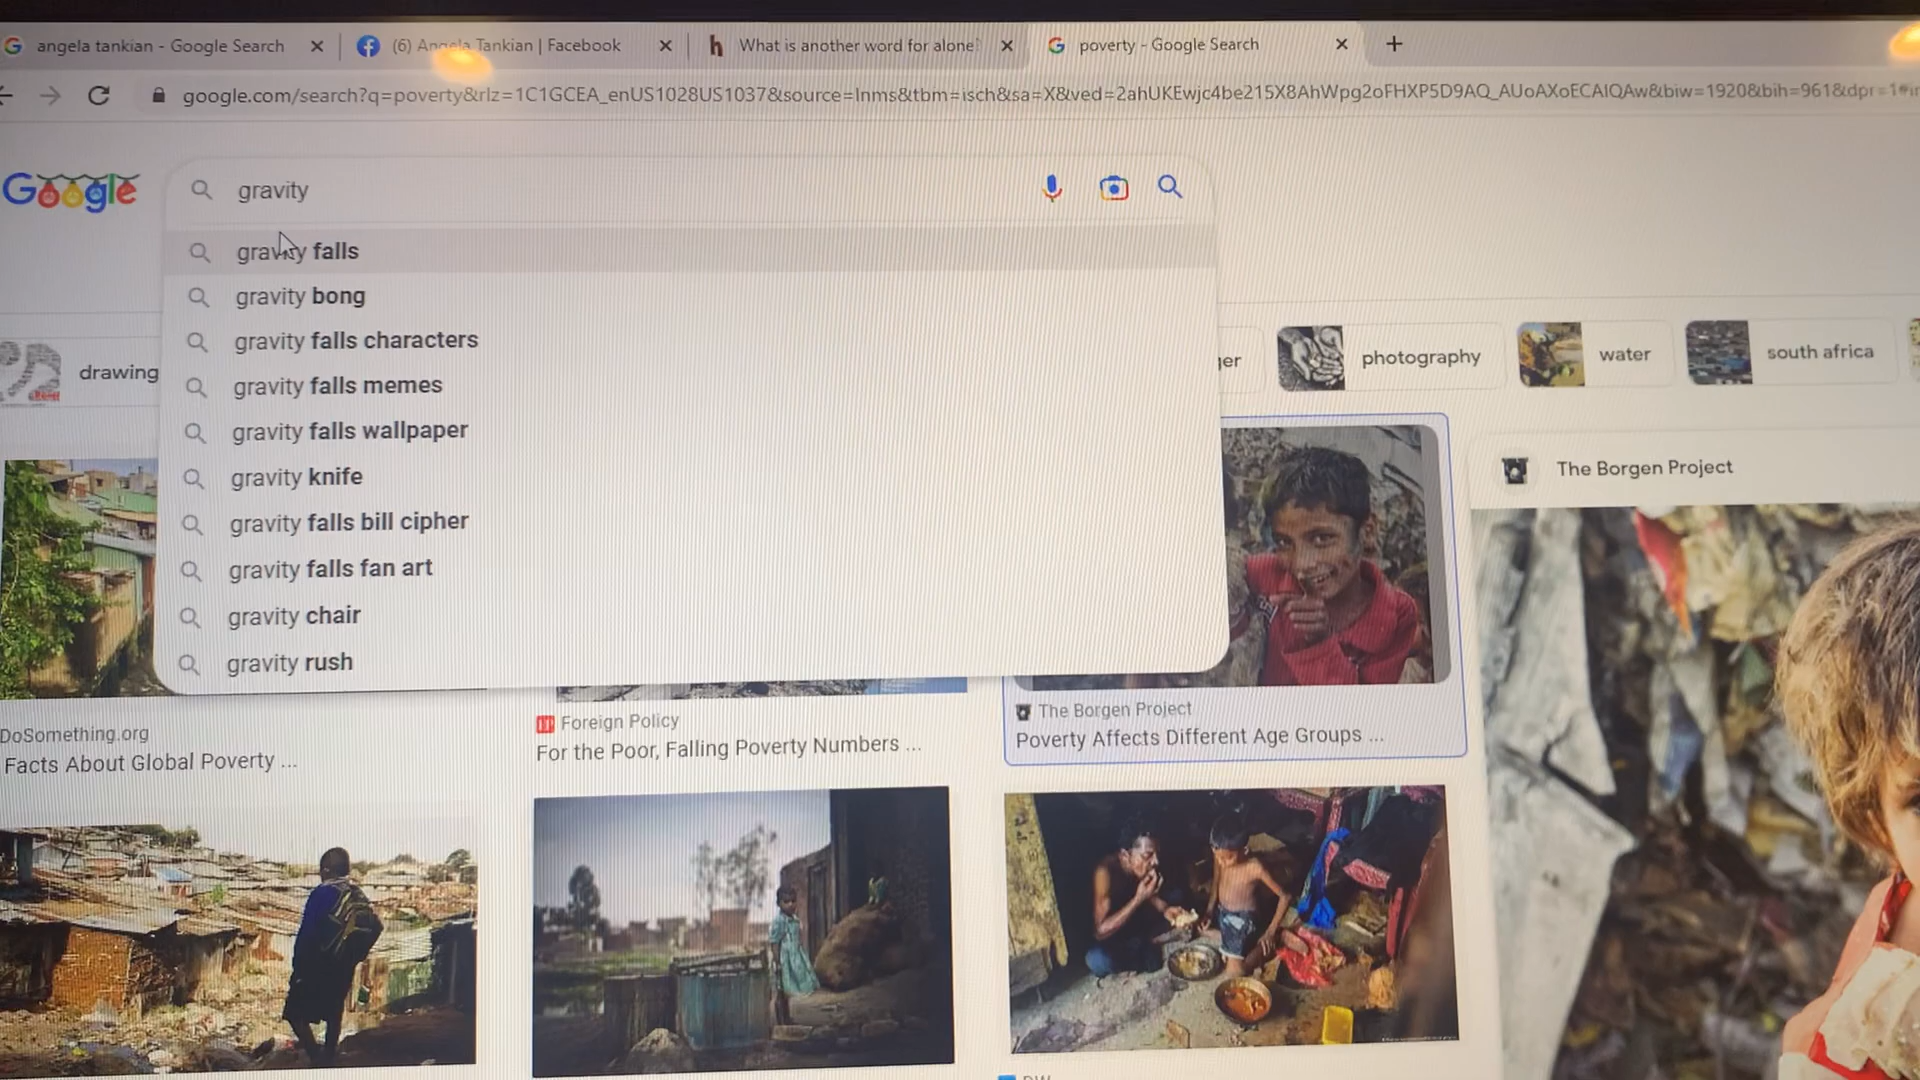 angela tankian - Google Search
(6) Angela Tankian | Facebook
What is another word for alone
poverty - Google Search
google.com/search?q=poverty&rlz=1C1GCEA_enUS1028US1037&source=lnms&tbm=isch&sa=X&ved=2ahUKEwjc4be215X8AhWpg2oFHXP5D9AQ_AUoAXoECAIQAw&biw=1920&bih=961&dpr=1#i
Google
gravity
gravity falls
gravity bong
gravity falls characters
gravity falls memes
gravity falls wallpaper
gravity knife
gravity falls bill cipher
gravity falls fan art
gravity chair
gravity rush
drawing
photography
water
south africa
The Borgen Project
DoSomething.org
Facts About Global Poverty ...
Foreign Policy
For the Poor, Falling Poverty Numbers ...
The Borgen Project
Poverty Affects Different Age Groups ...